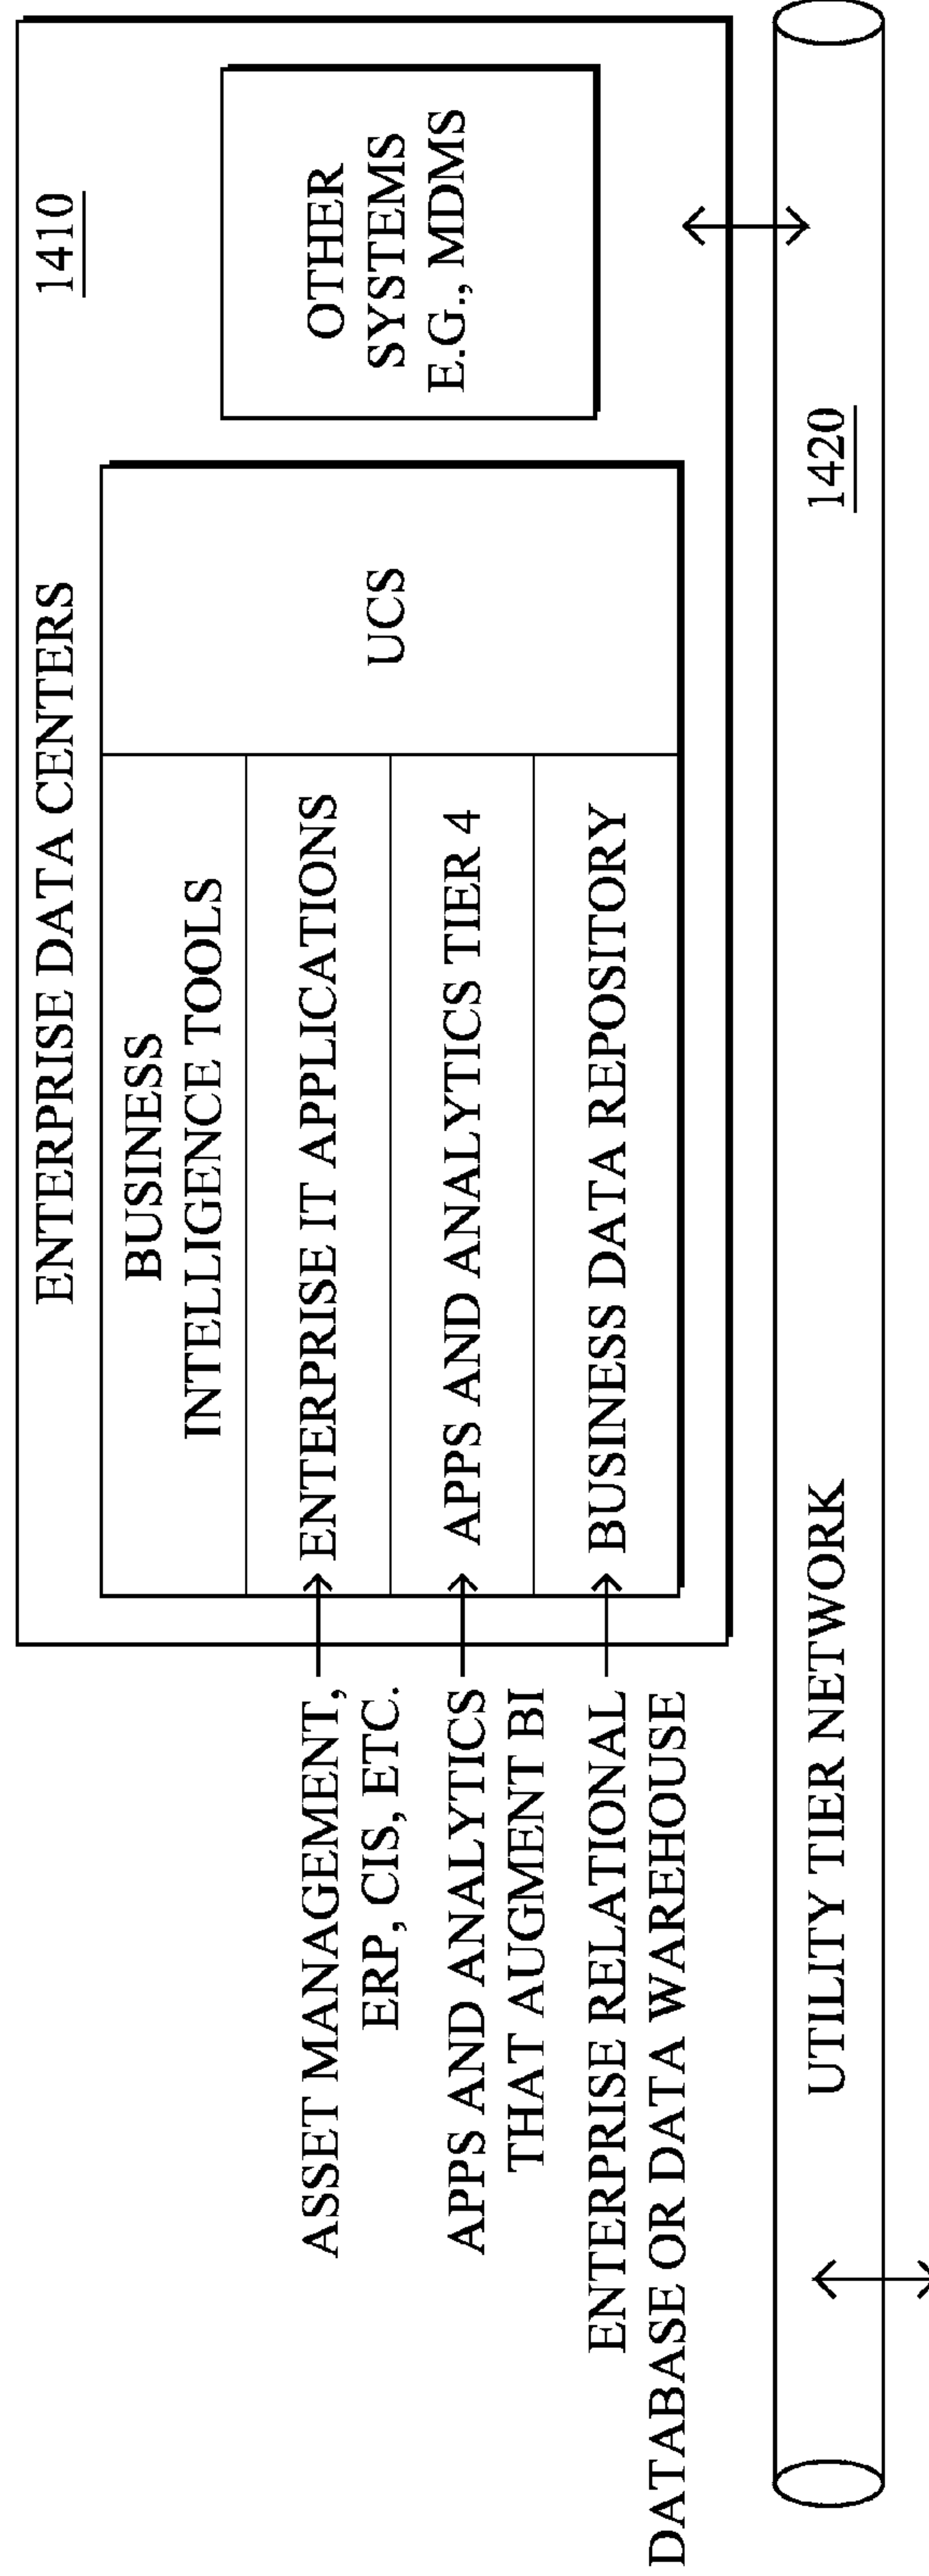 ENTERPRISE DATA CENTERS
1410
BUSINESS
INTELLIGENCE TOOLS
ENTERPRISE IT APPLICATIONS
APPS AND ANALYTICS TIER 4
BUSINESS DATA REPOSITORY
UCS
OTHER
SYSTEMS
E.G., MDMS
ASSET MANAGEMENT,
ERP, CIS, ETC.
APPS AND ANALYTICS
THAT AUGMENT BI
ENTERPRISE RELATIONAL
DATABASE OR DATA WAREHOUSE
UTILITY TIER NETWORK
1420